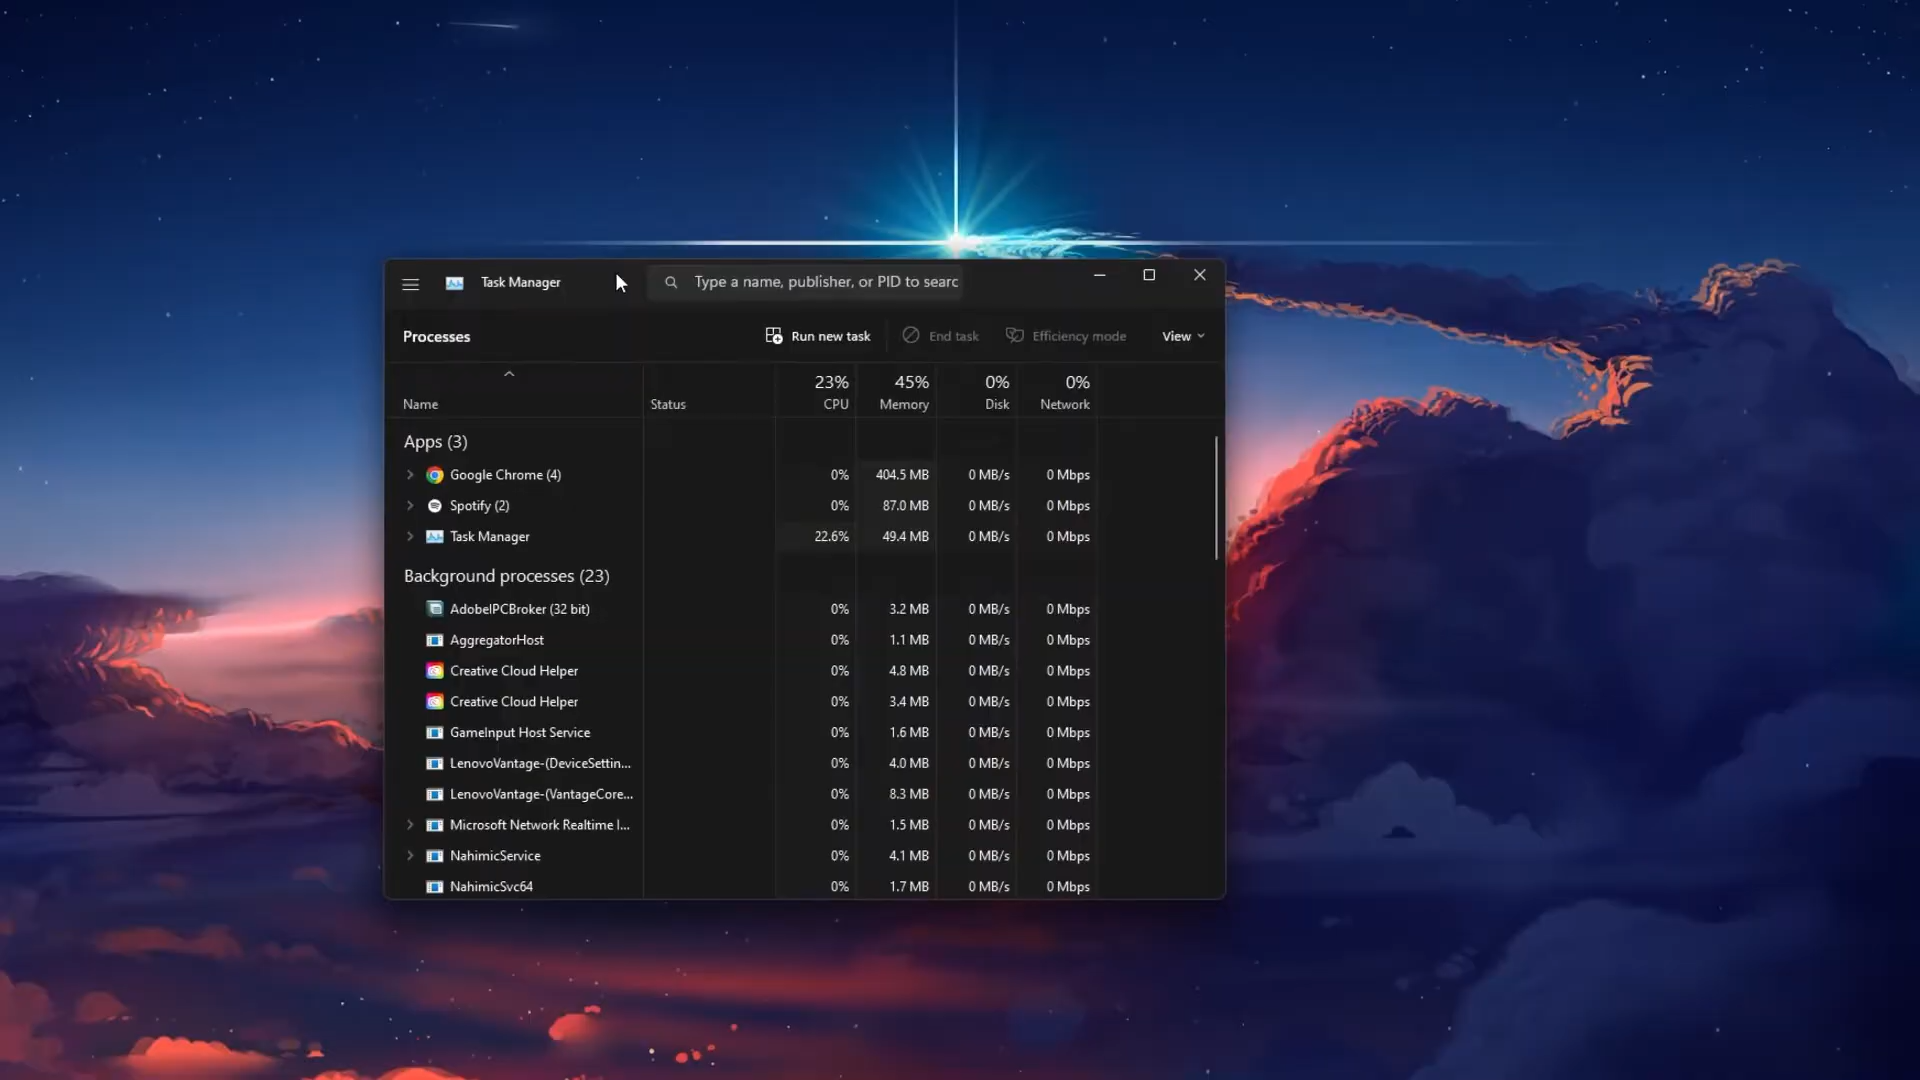 Task Manager
Type a name, publisher, or PID to searc
Processes
Run new task
End task
Efficiency mode
View
23% 45% 0% 0%
Name Status CPU Memory Disk Network
Apps (3)
Google Chrome (4) 0% 404.5 MB 0 MB/s 0 Mbps
Spotify (2) 0% 87.0 MB 0 MB/s 0 Mbps
Task Manager 22.6% 49.4 MB 0 MB/s 0 Mbps
Background processes (23)
AdobeIPCBroker (32 bit) 0% 3.2 MB 0 MB/s 0 Mbps
AggregatorHost 0% 1.1 MB 0 MB/s 0 Mbps
Creative Cloud Helper 0% 4.8 MB 0 MB/s 0 Mbps
Creative Cloud Helper 0% 3.4 MB 0 MB/s 0 Mbps
GameInput Host Service 0% 1.6 MB 0 MB/s 0 Mbps
LenovoVantage-(DeviceSettin... 0% 4.0 MB 0 MB/s 0 Mbps
LenovoVantage-(VantageCore... 0% 8.3 MB 0 MB/s 0 Mbps
Microsoft Network Realtime I... 0% 1.5 MB 0 MB/s 0 Mbps
NahimicService 0% 4.1 MB 0 MB/s 0 Mbps
NahimicSvc64 0% 1.7 MB 0 MB/s 0 Mbps